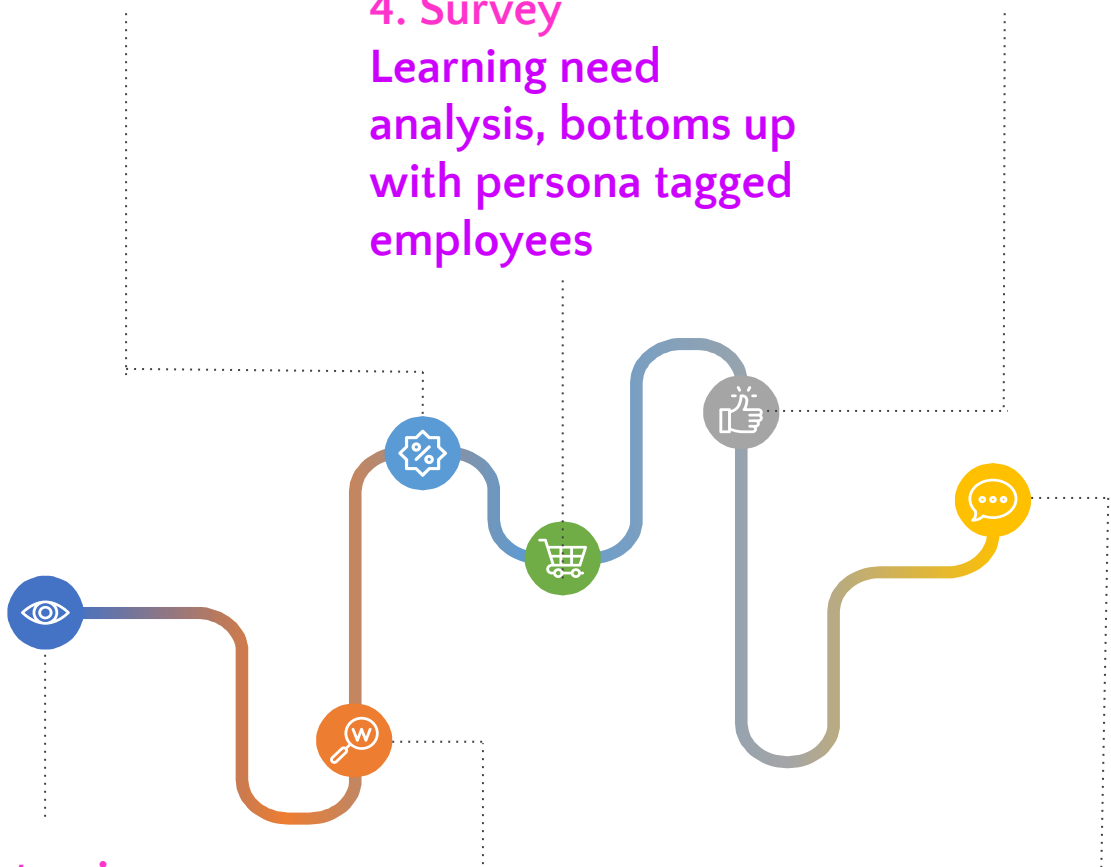 4. Survey
Learning need
analysis, bottoms up
with persona tagged
employees
%
W